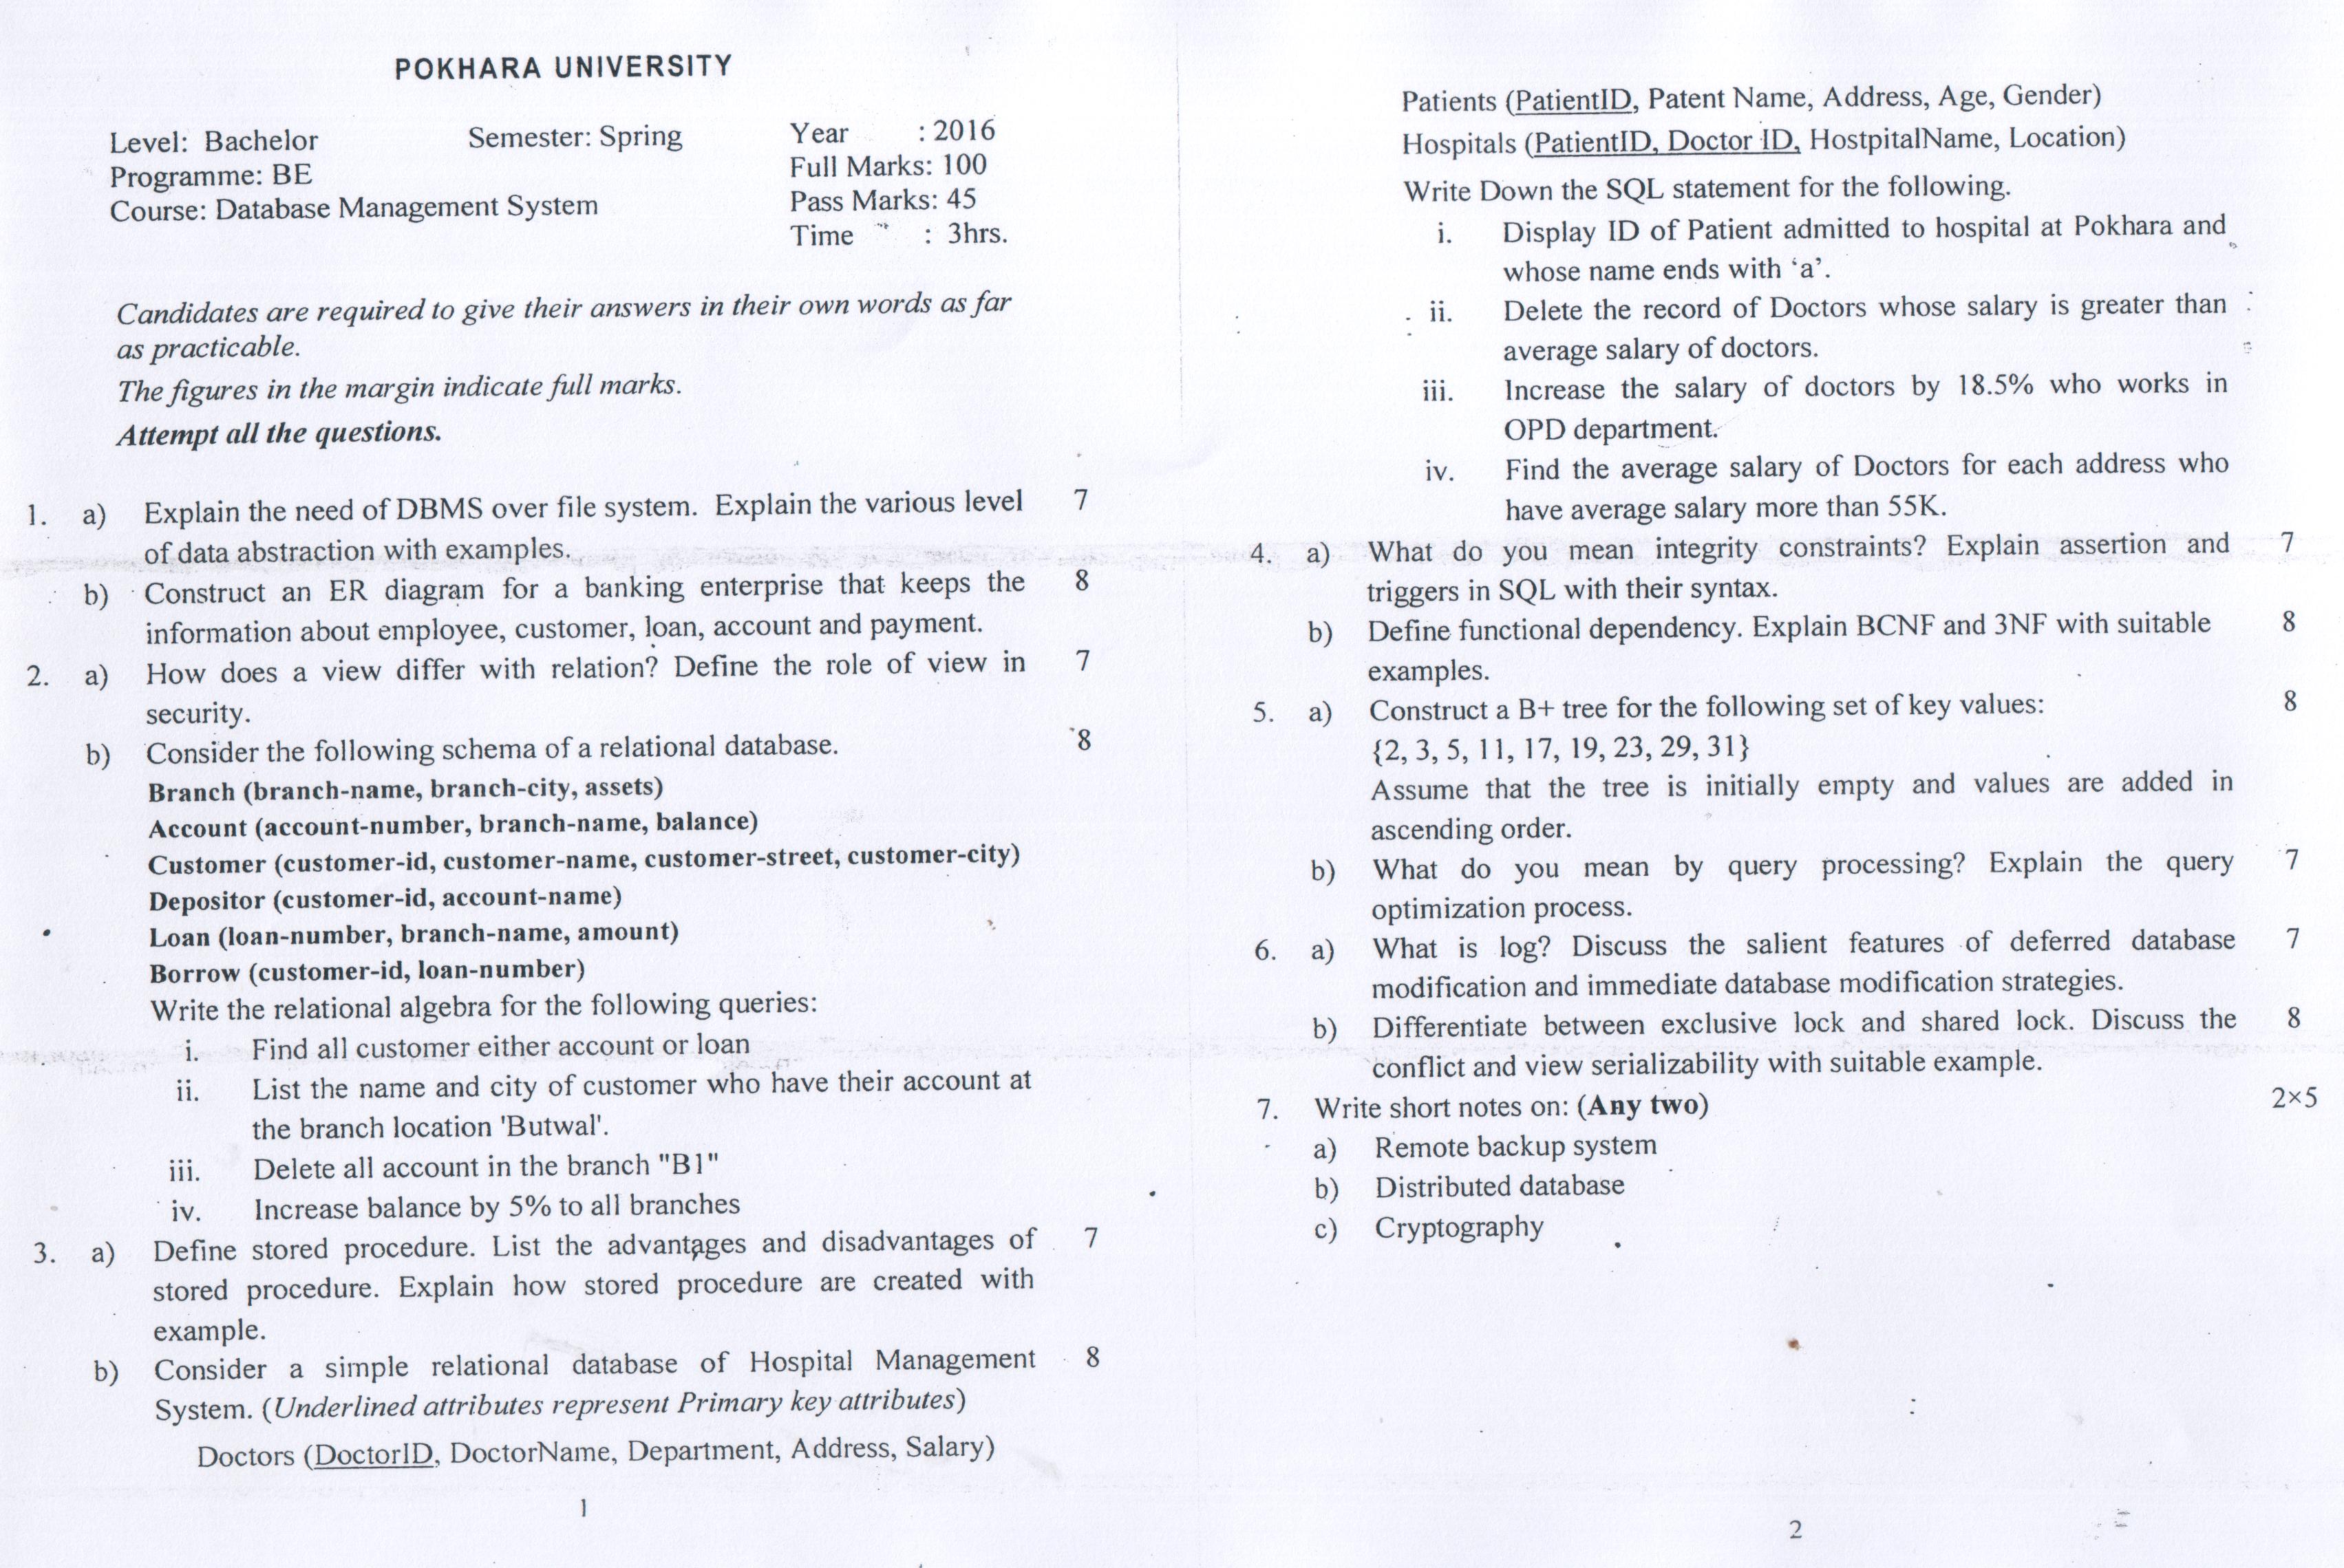 POKHARA UNIVERSITY
Level: Bachelor Semester: Spring Year : 2016
Programme: BE Full Marks: 100
Course: Database Management System Pass Marks: 45
Time : 3hrs.
Candidates are required to give their answers in their own words as far
as practicable.
The figures in the margin indicate full marks.
Attempt all the questions.
1. a) Explain the need of DBMS over file system. Explain the various level 7
of data abstraction with examples.
b) Construct an ER diagram for a banking enterprise that keeps the 8
information about employee, customer, loan, account and payment.
2. a) How does a view differ with relation? Define the role of view in 7
security.
b) Consider the following schema of a relational database. 8
Branch (branch-name, branch-city, assets)
Account (account-number, branch-name, balance)
Customer (customer-id, customer-name, customer-street, customer-city)
Depositor (customer-id, account-name)
Loan (loan-number, branch-name, amount)
Borrow (customer-id, loan-number)
Write the relational algebra for the following queries:
i. Find all customer either account or loan
ii. List the name and city of customer who have their account at
the branch location 'Butwal'.
iii. Delete all account in the branch "B1"
iv. Increase balance by 5% to all branches
3. a) Define stored procedure. List the advantages and disadvantages of 7
stored procedure. Explain how stored procedure are created with
example.
b) Consider a simple relational database of Hospital Management 8
System. (Underlined attributes represent Primary key attributes)
Doctors (DoctorID, DoctorName, Department, Address, Salary)
1
Patients (PatientID, Patent Name, Address, Age, Gender)
Hospitals (PatientID, Doctor ID, HostpitalName, Location)
Write Down the SQL statement for the following.
i. Display ID of Patient admitted to hospital at Pokhara and
whose name ends with ‘a’.
ii. Delete the record of Doctors whose salary is greater than
average salary of doctors.
iii. Increase the salary of doctors by 18.5% who works in
OPD department.
iv. Find the average salary of Doctors for each address who
have average salary more than 55K.
4. a) What do you mean integrity constraints? Explain assertion and 7
triggers in SQL with their syntax.
b) Define functional dependency. Explain BCNF and 3NF with suitable 8
examples.
5. a) Construct a B+ tree for the following set of key values: 8
{2, 3, 5, 11, 17, 19, 23, 29, 31}
Assume that the tree is initially empty and values are added in
ascending order.
b) What do you mean by query processing? Explain the query 7
optimization process.
6. a) What is log? Discuss the salient features of deferred database 7
modification and immediate database modification strategies.
b) Differentiate between exclusive lock and shared lock. Discuss the 8
conflict and view serializability with suitable example.
7. Write short notes on: (Any two) 2×5
a) Remote backup system
b) Distributed database
c) Cryptography
2